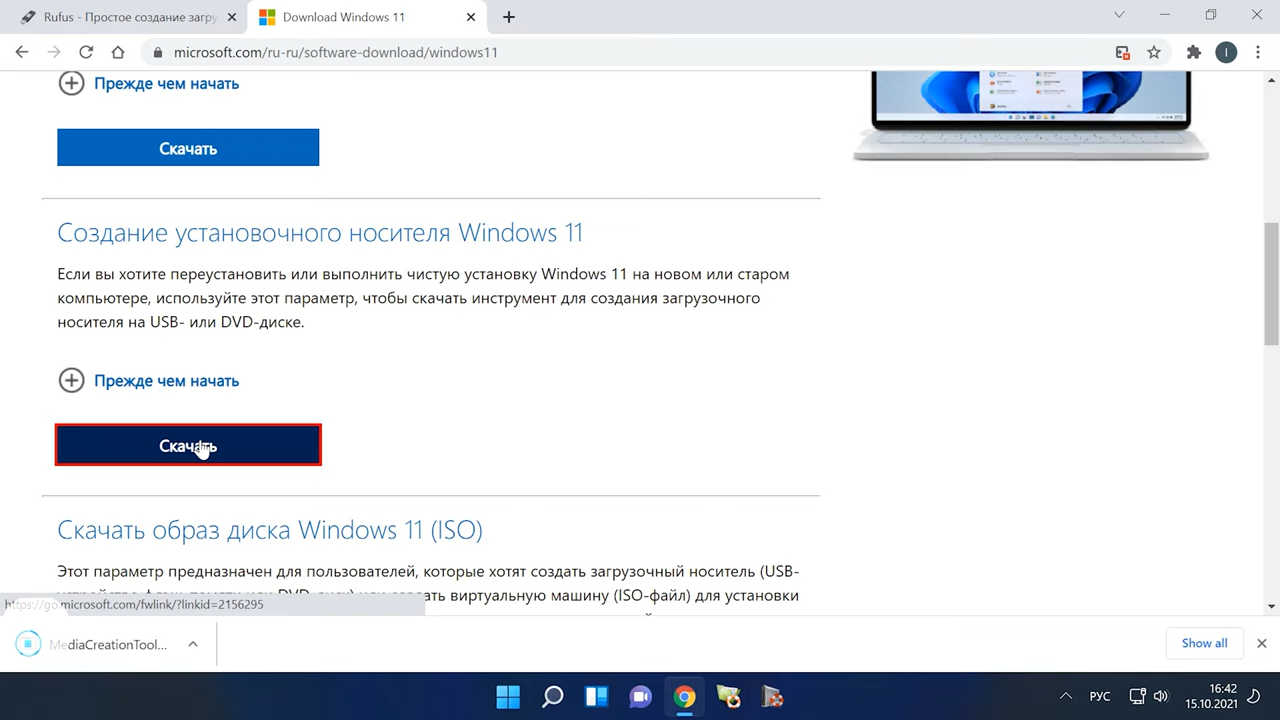 Rufus - Простое создание загру
Download Windows 11
microsoft.com/ru-ru/software-download/windows11
I
Прежде чем начать
Скачать
Создание установочного носителя Windows 11
Если вы хотите переустановить или выполнить чистую установку Windows 11 на новом или старом
компьютере, используйте этот параметр, чтобы скачать инструмент для создания загрузочного
носителя на USB- или DVD-диске.
Прежде чем начать
Скачать
Скачать образ диска Windows 11 (ISO)
Этот параметр предназначен для пользователей, которые хотят создать загрузочный носитель (USB-
виртуальную машину (ISO-файл) для установки
https://go.microsoft.com/fwlink/?linkid=2156295
MediaCreationTool...
Show all
РУС
16:42
15.10.2021